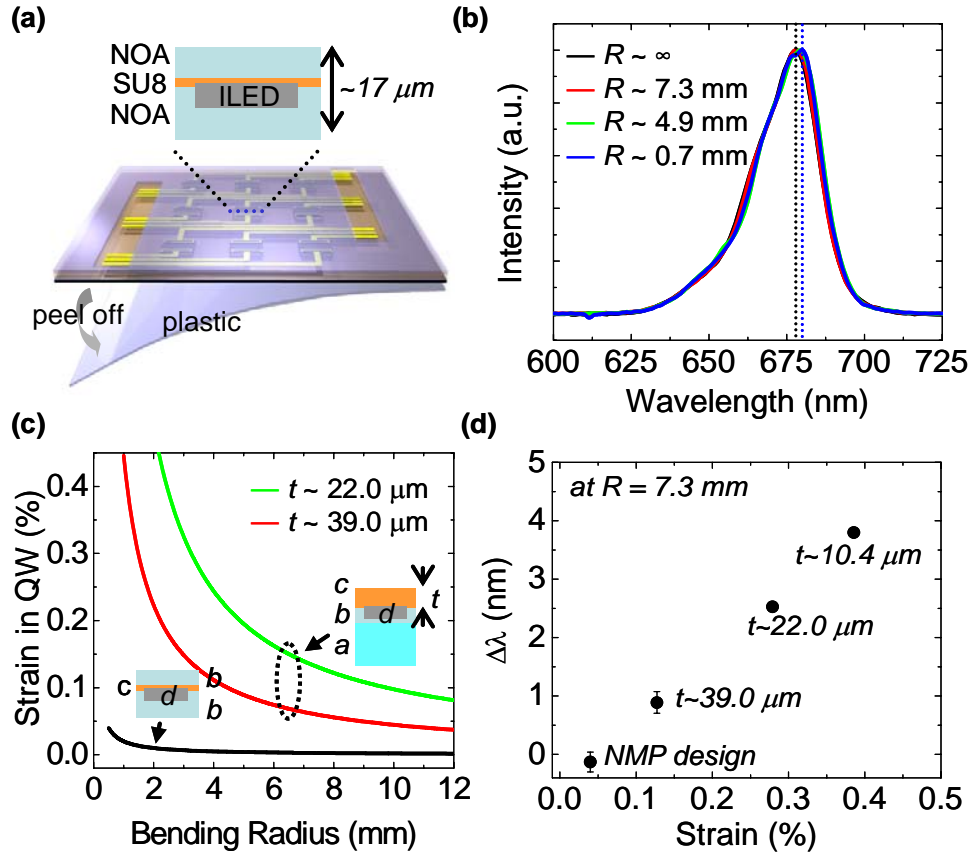 (a)
NOA
SU8
NOA
ILED
~17 μm
peel off
plastic
(b)
R ~ ∞
R ~ 7.3 mm
R ~ 4.9 mm
R ~ 0.7 mm
Intensity (a.u.)
600 625 650 675 700 725
Wavelength (nm)
(c)
t ~ 22.0 μm
t ~ 39.0 μm
c
b
a
d
t
c
d
b
b
Strain in QW (%)
0.4
0.3
0.2
0.1
0.0
0 2 4 6 8 10 12
Bending Radius (mm)
(d)
at R = 7.3 mm
t~10.4 μm
t~22.0 μm
t~39.0 μm
NMP design
Δλ (nm)
5
4
3
2
1
0
0.0 0.1 0.2 0.3 0.4 0.5
Strain (%)